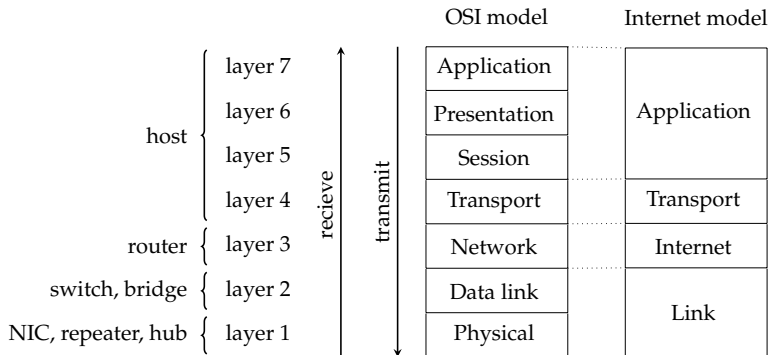 OSI model Internet model
layer 7 Application
layer 6 Presentation Application
host
layer 5 Session
layer 4 Transport Transport
recieve
transmit
router layer 3 Network Internet
switch, bridge layer 2 Data link
Link
NIC, repeater, hub layer 1 Physical